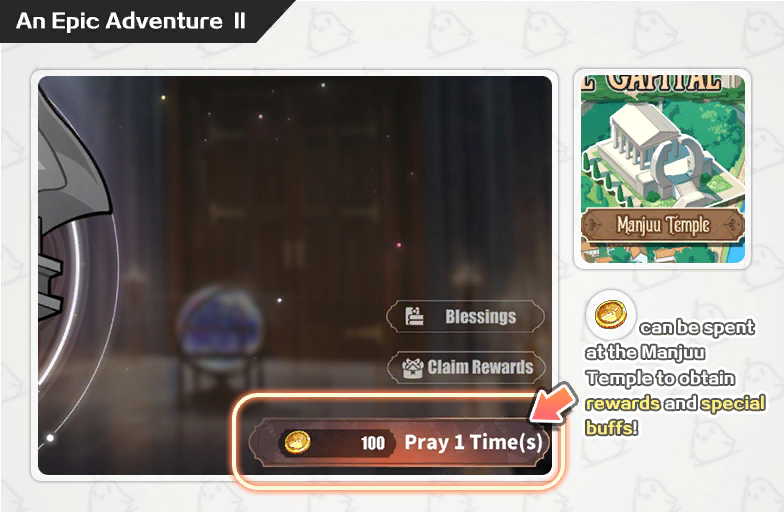 An Epic Adventure II
E CAPITAL
Manjuu Temple
Blessings
Claim Rewards
100 Pray 1 Time(s)
can be spent
at the Manjuu
Temple to obtain
rewards and special
buffs!